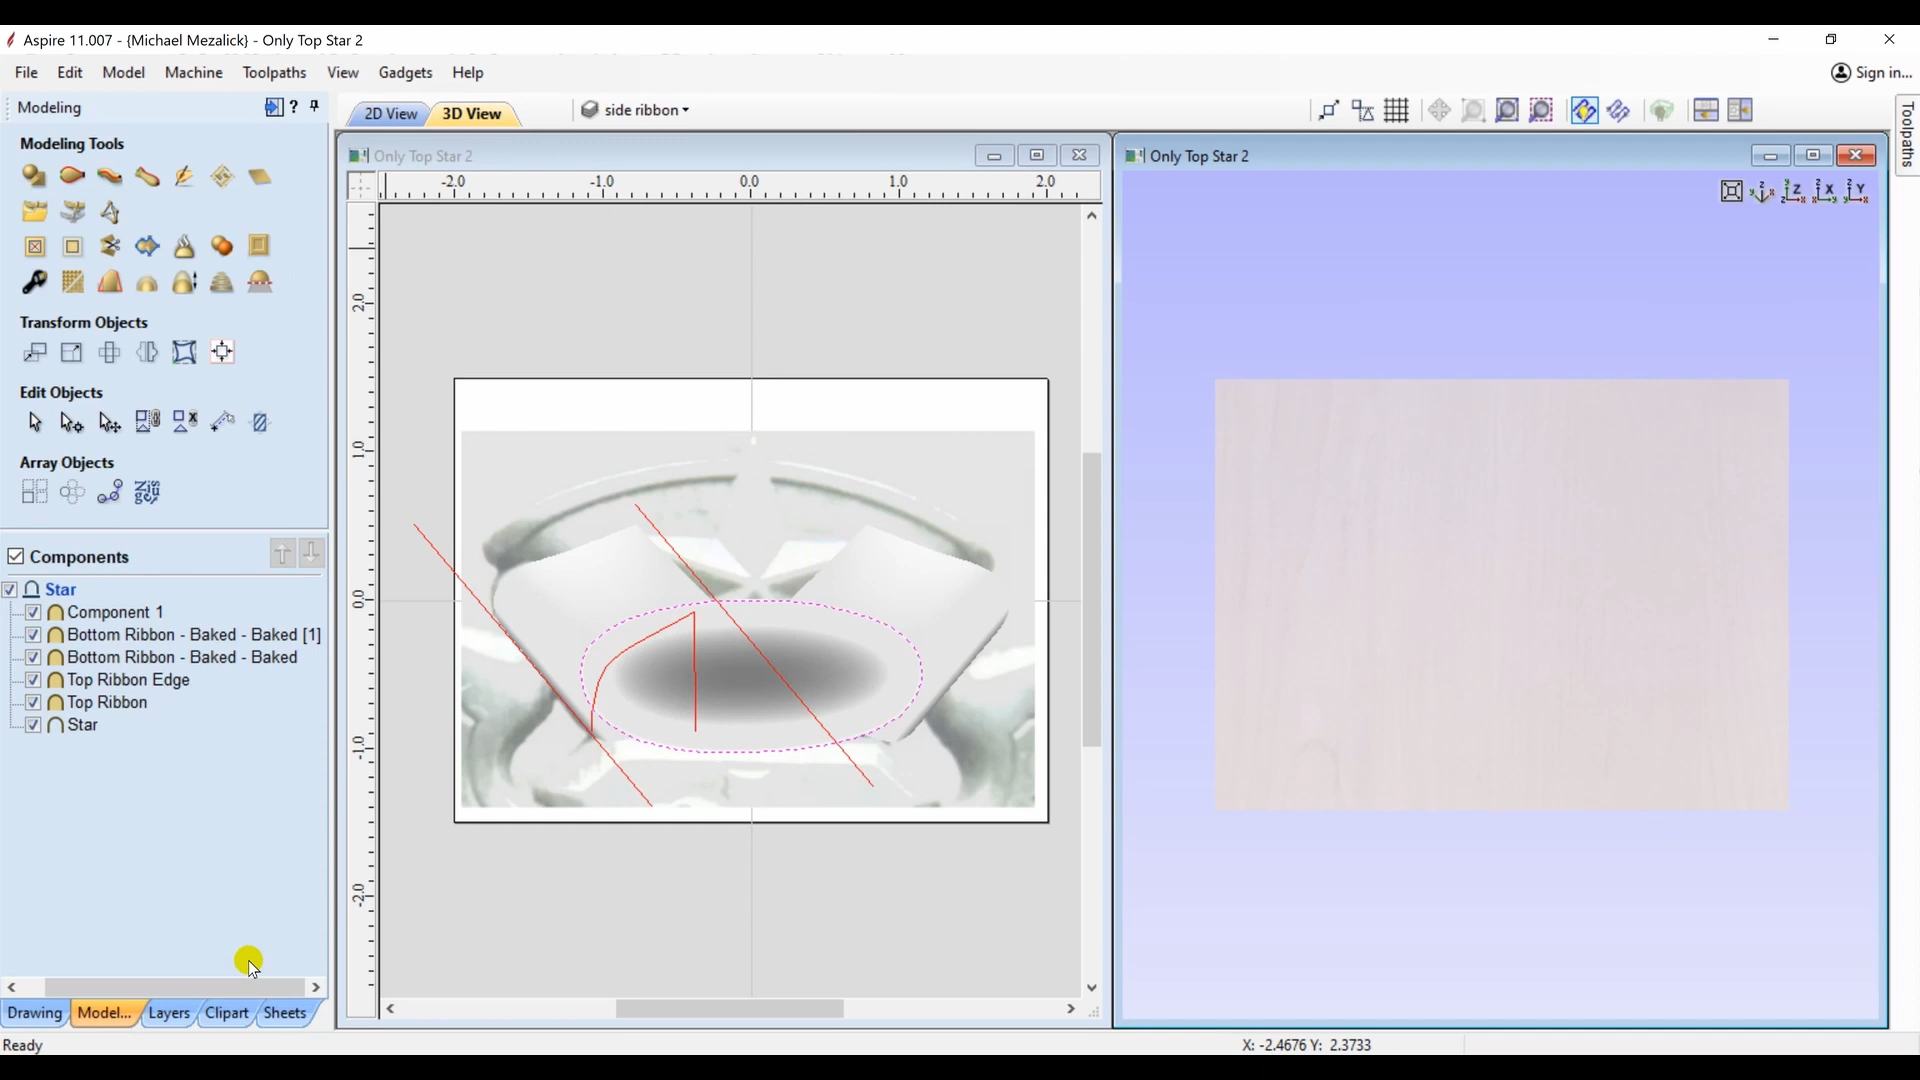 Aspire 11.007 - {Michael Mezalick} - Only Top Star 2
File Edit Model Machine Toolpaths View Gadgets Help
Sign in...
Modeling
?
2D View 3D View side ribbon
Toolpaths
Modeling Tools
Transform Objects
Edit Objects
Array Objects
Components
Star
Component 1
Bottom Ribbon - Baked - Baked [1]
Bottom Ribbon - Baked - Baked
Top Ribbon Edge
Top Ribbon
Star
Drawing Model... Layers Clipart Sheets
Only Top Star 2
-2.0 -1.0 0.0 1.0 2.0
2.0
1.0
0.0
-1.0
-2.0
Only Top Star 2
Ready
X: -2.4676 Y: 2.3733